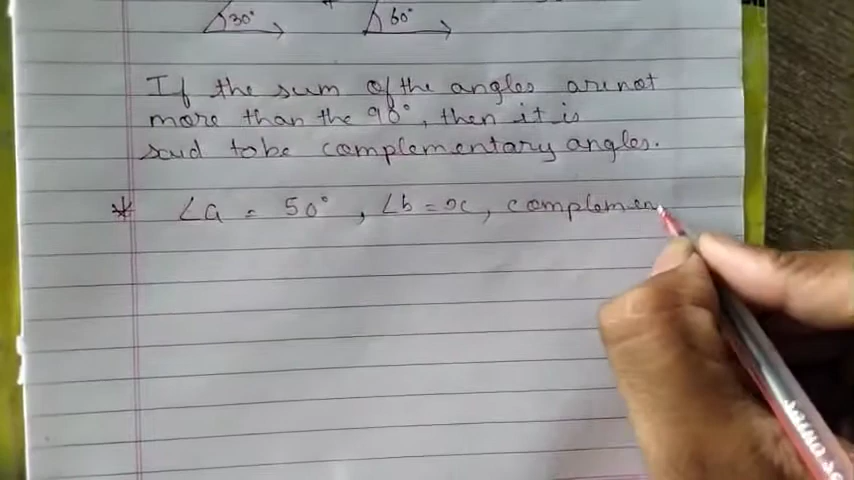 30° 60°
If the sum of the angles are not
more than the 90°, then it is
said to be complementary angles.
* ∠a = 50°, ∠b = x, complemen